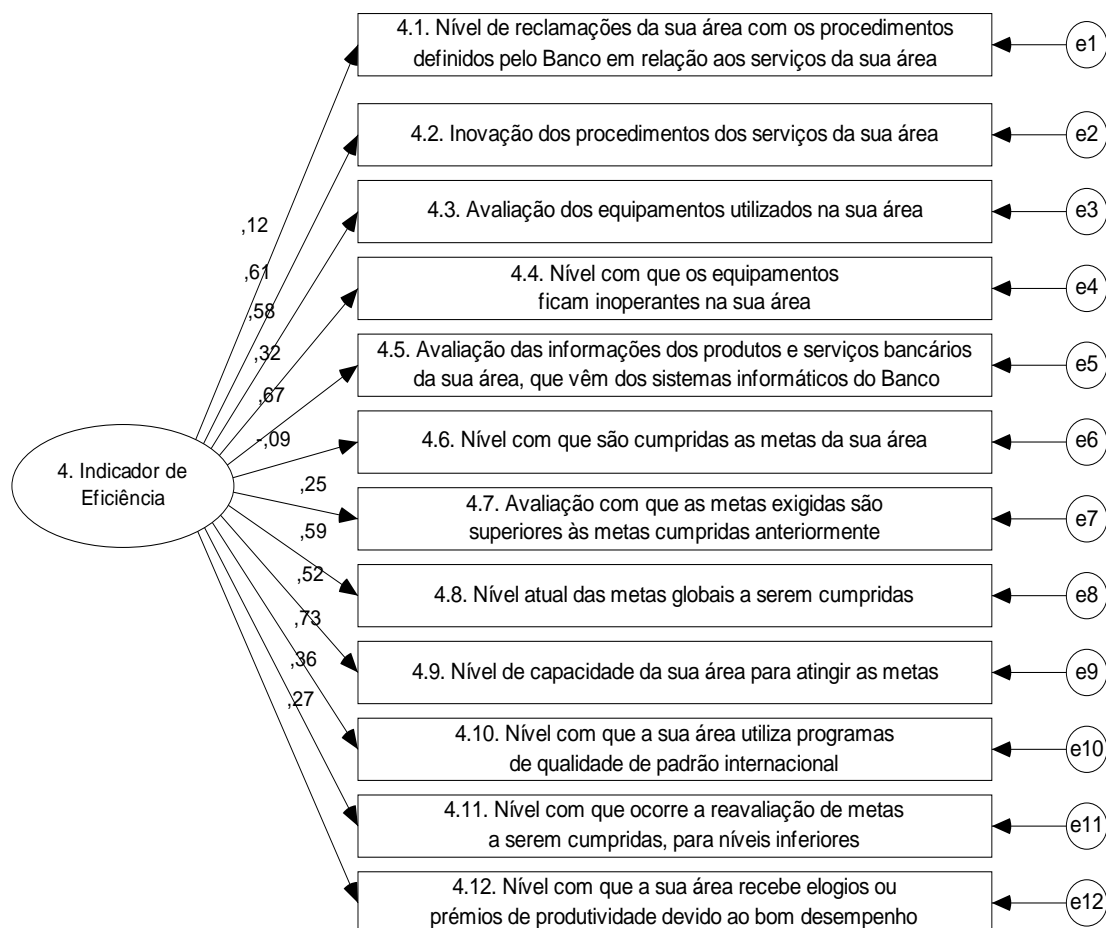 4.1. Nível de reclamações da sua área com os procedimentos
definidos pelo Banco em relação aos serviços da sua área
e1
4.2. Inovação dos procedimentos dos serviços da sua área
e2
4.3. Avaliação dos equipamentos utilizados na sua área
e3
,12
4.4. Nível com que os equipamentos
ficam inoperantes na sua área
e4
,61
,58
,32
4.5. Avaliação das informações dos produtos e serviços bancários
da sua área, que vêm dos sistemas informáticos do Banco
e5
,67
-,09
4.6. Nível com que são cumpridas as metas da sua área
e6
4. Indicador de
Eficiência
,25
4.7. Avaliação com que as metas exigidas são
superiores às metas cumpridas anteriormente
e7
,59
,52
4.8. Nível atual das metas globais a serem cumpridas
e8
,73
,36
4.9. Nível de capacidade da sua área para atingir as metas
e9
,27
4.10. Nível com que a sua área utiliza programas
de qualidade de padrão internacional
e10
4.11. Nível com que ocorre a reavaliação de metas
a serem cumpridas, para níveis inferiores
e11
4.12. Nível com que a sua área recebe elogios ou
prémios de produtividade devido ao bom desempenho
e12